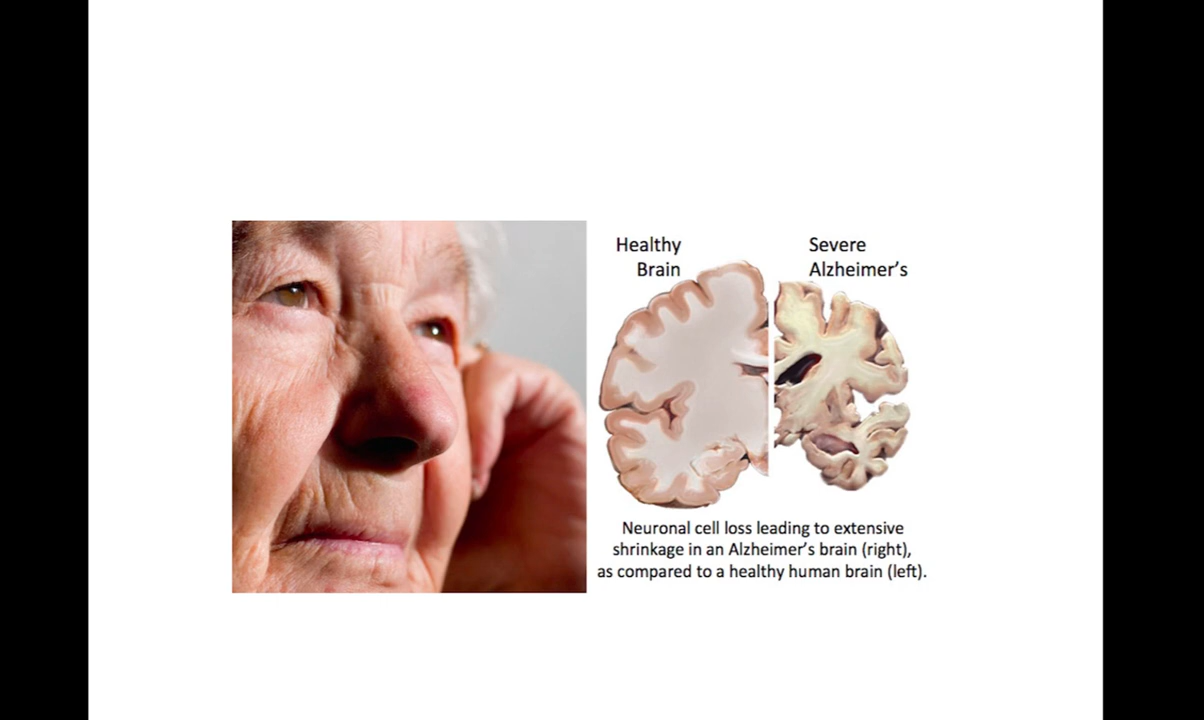 Healthy
Brain
Severe
Alzheimer's
Neuronal cell loss leading to extensive
shrinkage in an Alzheimer's brain (right),
as compared to a healthy human brain (left).